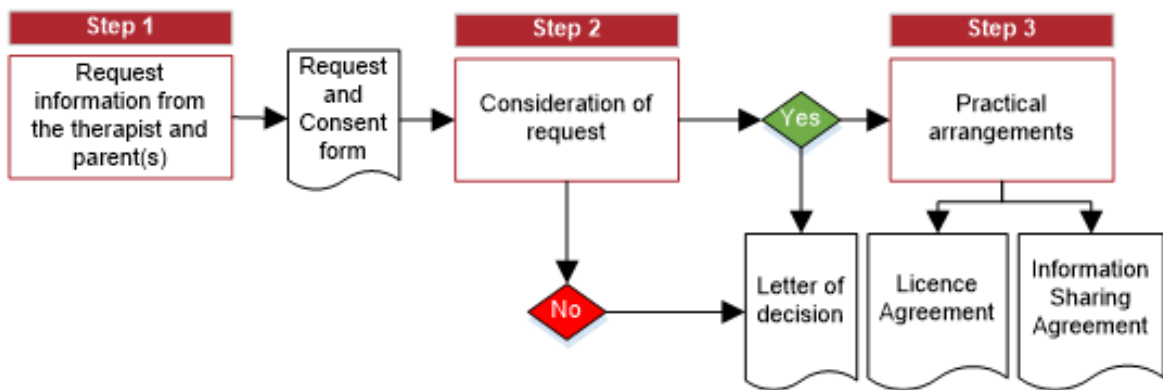 Step 1
Request
information from
the therapist and
parent(s)
Request
and
Consent
form
Step 2
Consideration of
request
Yes
No
Step 3
Practical
arrangements
Letter of
decision
Licence
Agreement
Information
Sharing
Agreement